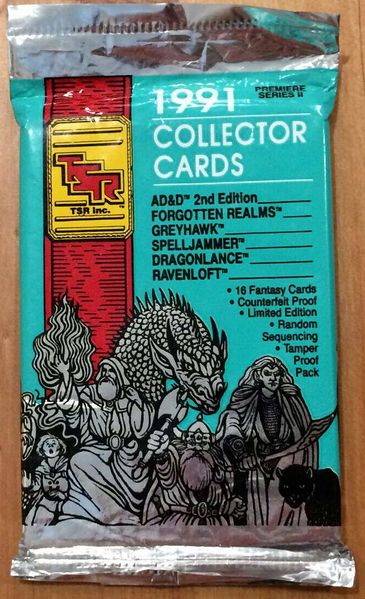 1991
PREMIERE
SERIES II
COLLECTOR
CARDS
TSR
TSR Inc.
AD&D™ 2nd Edition
FORGOTTEN REALMS™
GREYHAWK™
SPELLJAMMER™
DRAGONLANCE™
RAVENLOFT™
• 16 Fantasy Cards
• Counterfeit Proof
• Limited Edition
• Random
Sequencing
• Tamper
Proof
Pack